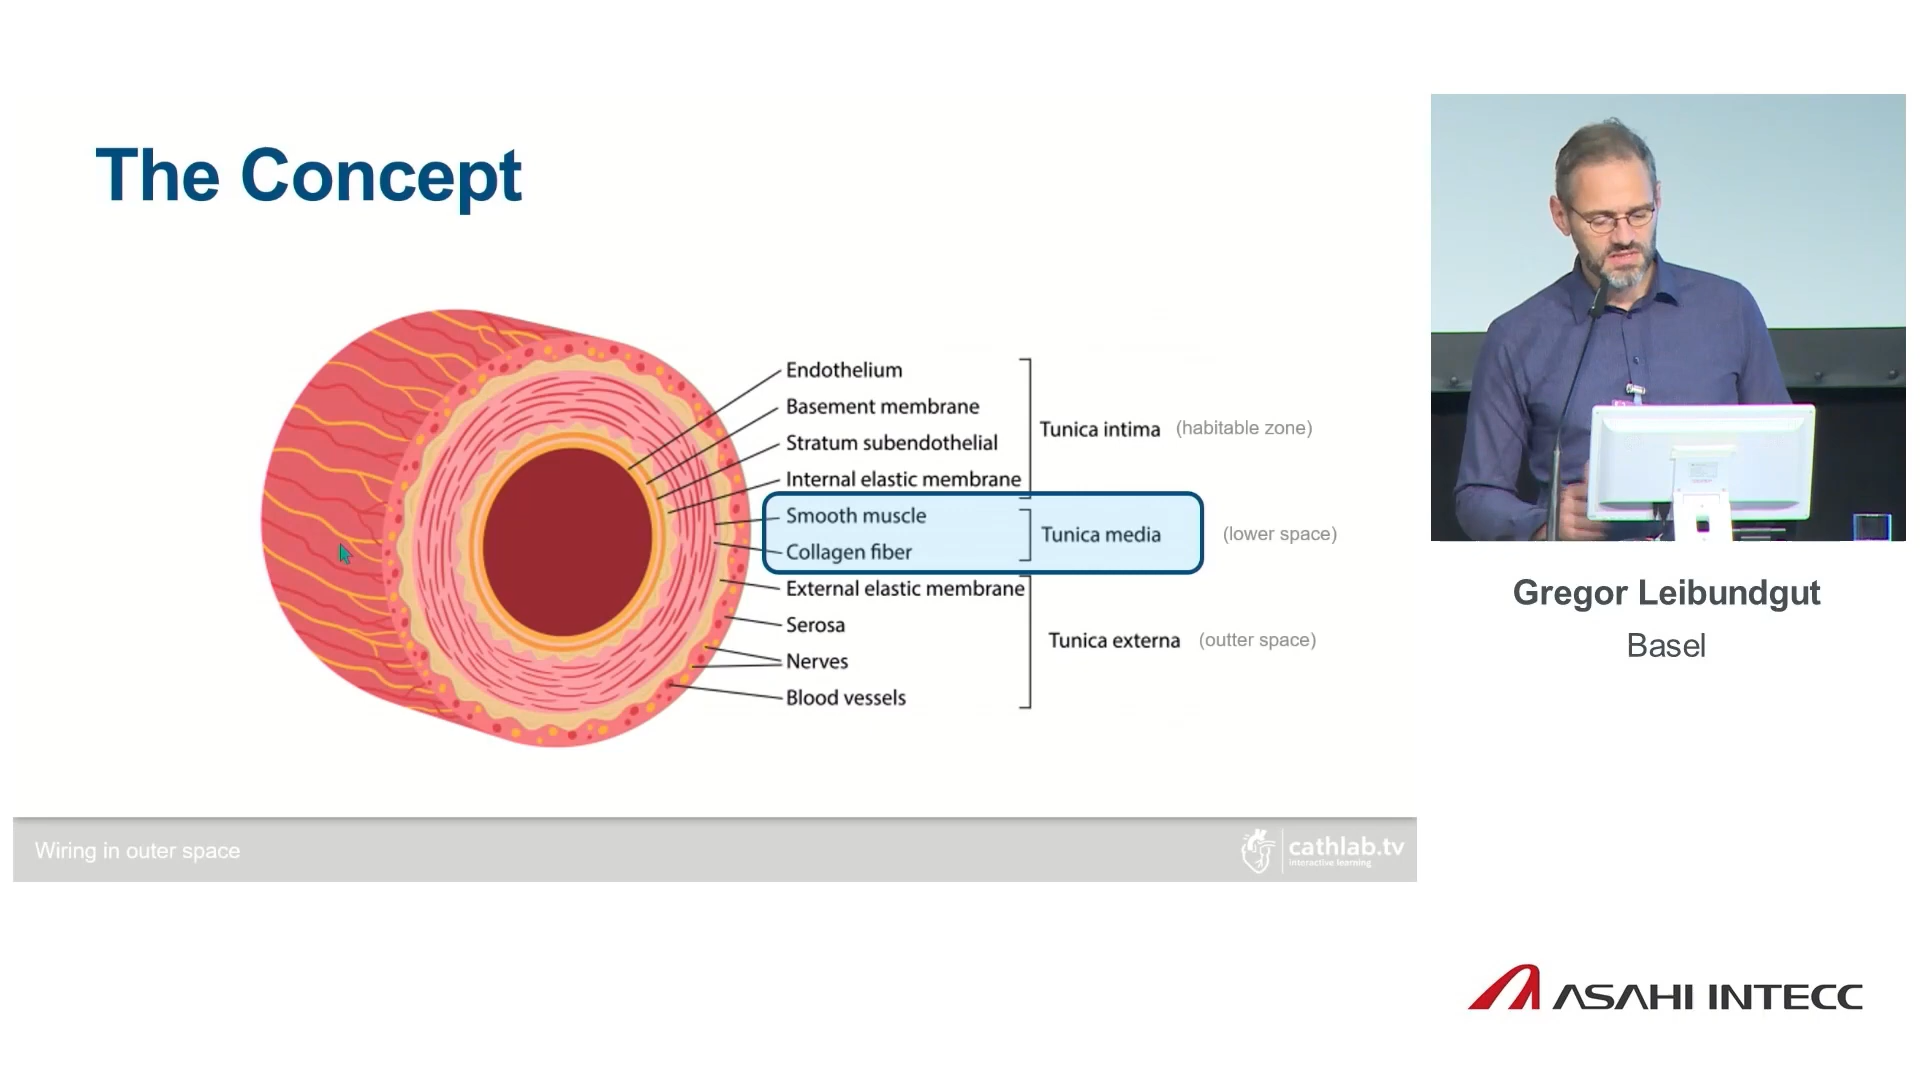 The Concept
Endothelium
Basement membrane
Stratum subendothelial
Internal elastic membrane
Tunica intima (habitable zone)
Smooth muscle
Collagen fiber
Tunica media (lower space)
External elastic membrane
Serosa
Nerves
Blood vessels
Tunica externa (outter space)
Wiring in outer space
cathlab.tv
interactive learning
Gregor Leibundgut
Basel
ASAHI INTECC